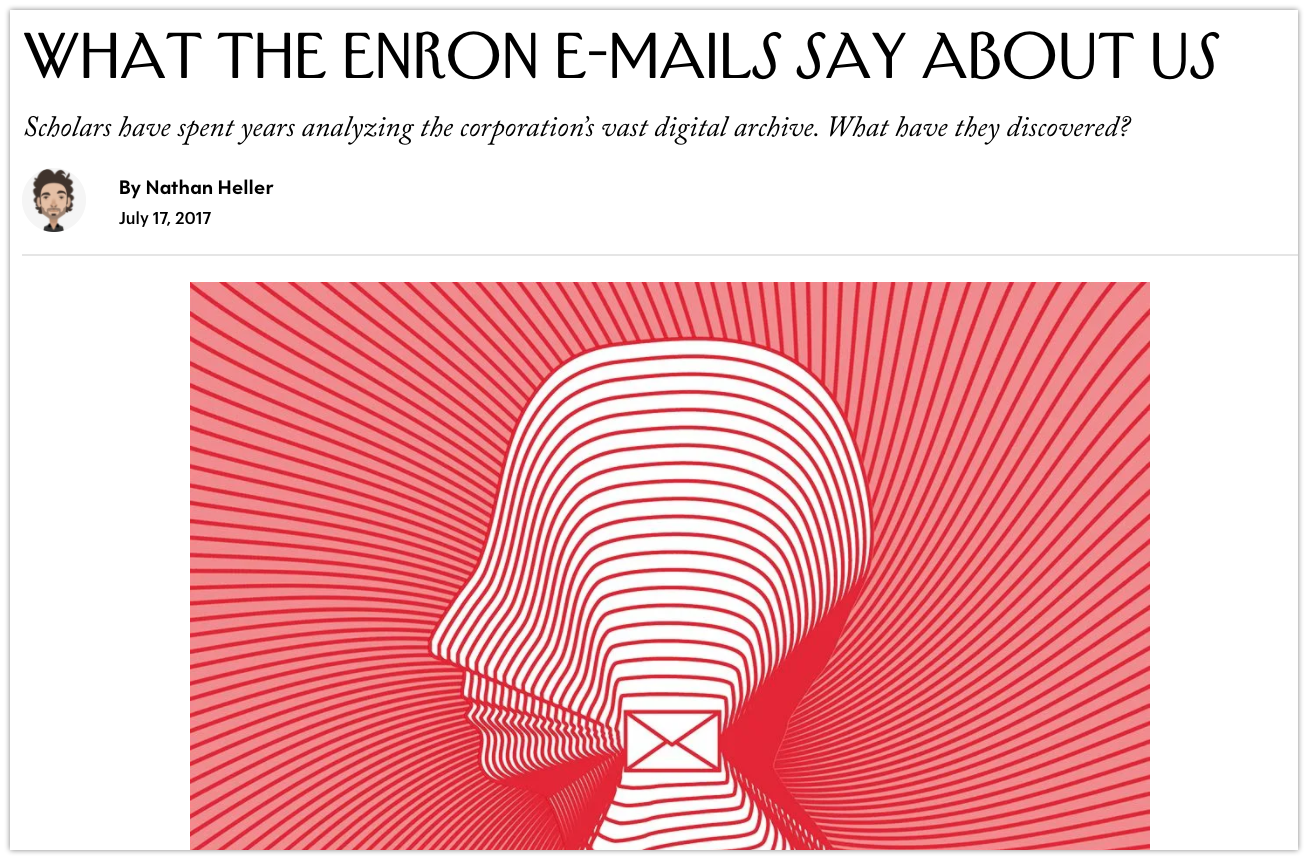 WHAT THE ENRON E-MAILS SAY ABOUT US
Scholars have spent years analyzing the corporation’s vast digital archive. What have they discovered?
By Nathan Heller
July 17, 2017